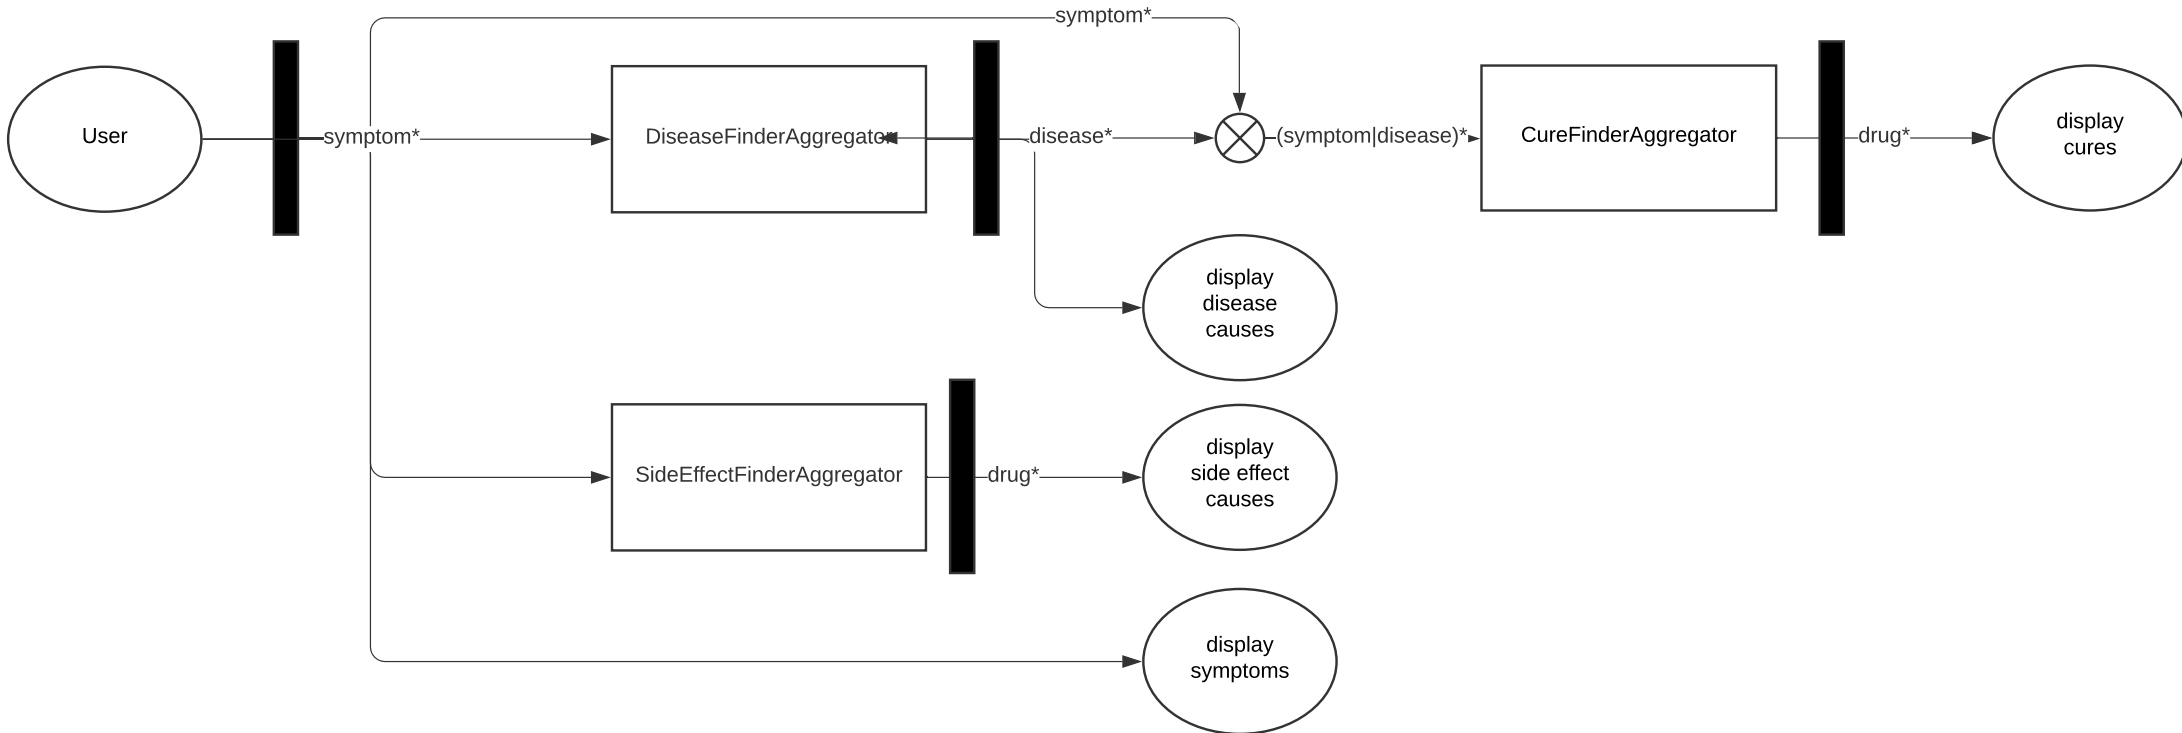 symptom*
User
symptom*
DiseaseFinderAggregator
disease*
(symptom|disease)*
CureFinderAggregator
drug*
display
cures
display
disease
causes
SideEffectFinderAggregator
drug*
display
side effect
causes
display
symptoms